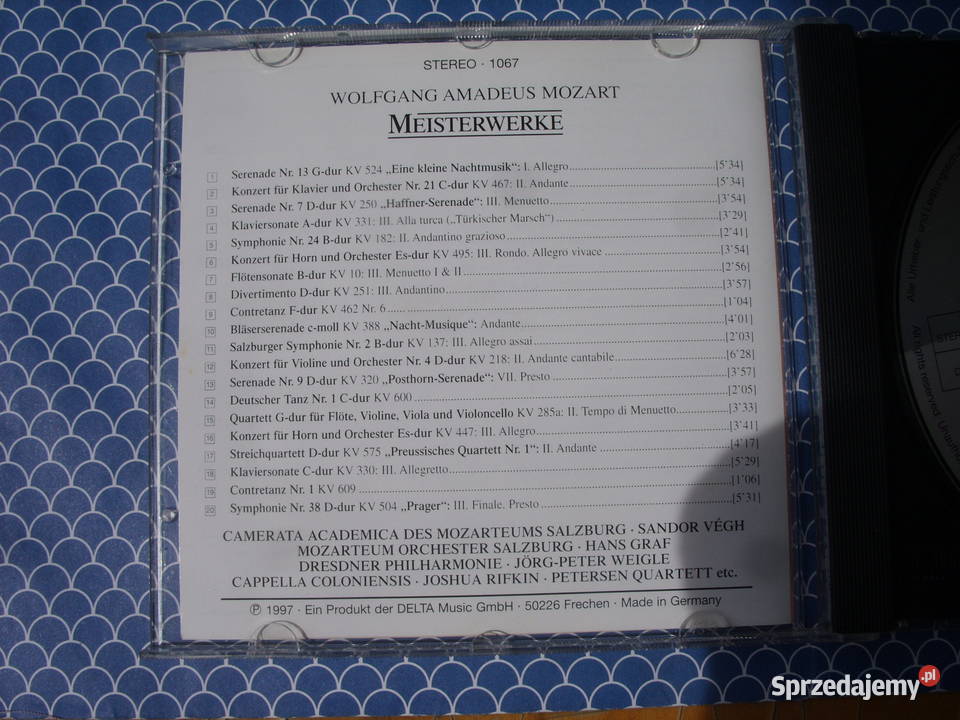 STEREO · 1067
WOLFGANG AMADEUS MOZART
MEISTERWERKE
1 Serenade Nr. 13 G-dur KV 524 „Eine kleine Nachtmusik“: I. Allegro [5'34]
2 Konzert für Klavier und Orchester Nr. 21 C-dur KV 467: II. Andante [5'34]
3 Serenade Nr. 7 D-dur KV 250 „Haffner-Serenade“: III. Menuetto [3'54]
4 Klaviersonate A-dur KV 331: III. Alla turca („Türkischer Marsch“) [3'29]
5 Symphonie Nr. 24 B-dur KV 182: II. Andantino grazioso [2'41]
6 Konzert für Horn und Orchester Es-dur KV 495: III. Rondo. Allegro vivace [3'54]
7 Flötensonate B-dur KV 10: III. Menuetto I & II [2'56]
8 Divertimento D-dur KV 251: III. Andantino [3'57]
9 Contretanz F-dur KV 462 Nr. 6 [1'04]
10 Bläserserenade c-moll KV 388 „Nacht-Musique“: Andante [4'01]
11 Salzburger Symphonie Nr. 2 B-dur KV 137: III. Allegro assai [2'03]
12 Konzert für Violine und Orchester Nr. 4 D-dur KV 218: II. Andante cantabile [6'28]
13 Serenade Nr. 9 D-dur KV 320 „Posthorn-Serenade“: VII. Presto [3'57]
14 Deutscher Tanz Nr. 1 C-dur KV 600 [2'05]
15 Quartett G-dur für Flöte, Violine, Viola und Violoncello KV 285a: II. Tempo di Menuetto [3'33]
16 Konzert für Horn und Orchester Es-dur KV 447: III. Allegro [3'41]
17 Streichquartett D-dur KV 575 „Preussisches Quartett Nr. 1“: II. Andante [4'17]
18 Klaviersonate C-dur KV 330: III. Allegretto [5'29]
19 Contretanz Nr. 1 KV 609 [1'06]
20 Symphonie Nr. 38 D-dur KV 504 „Prager“: III. Finale. Presto [5'31]
CAMERATA ACADEMICA DES MOZARTEUMS SALZBURG · SANDOR VÉGH
MOZARTEUM ORCHESTER SALZBURG · HANS GRAF
DRESDNER PHILHARMONIE · JÖRG-PETER WEIGLE
CAPPELLA COLONIENSIS · JOSHUA RIFKIN · PETERSEN QUARTETT etc.
℗ 1997 · Ein Produkt der DELTA Music GmbH · 50226 Frechen · Made in Germany
Alle Urheber- und
All rights reserved.
Sprzedajemy.pl